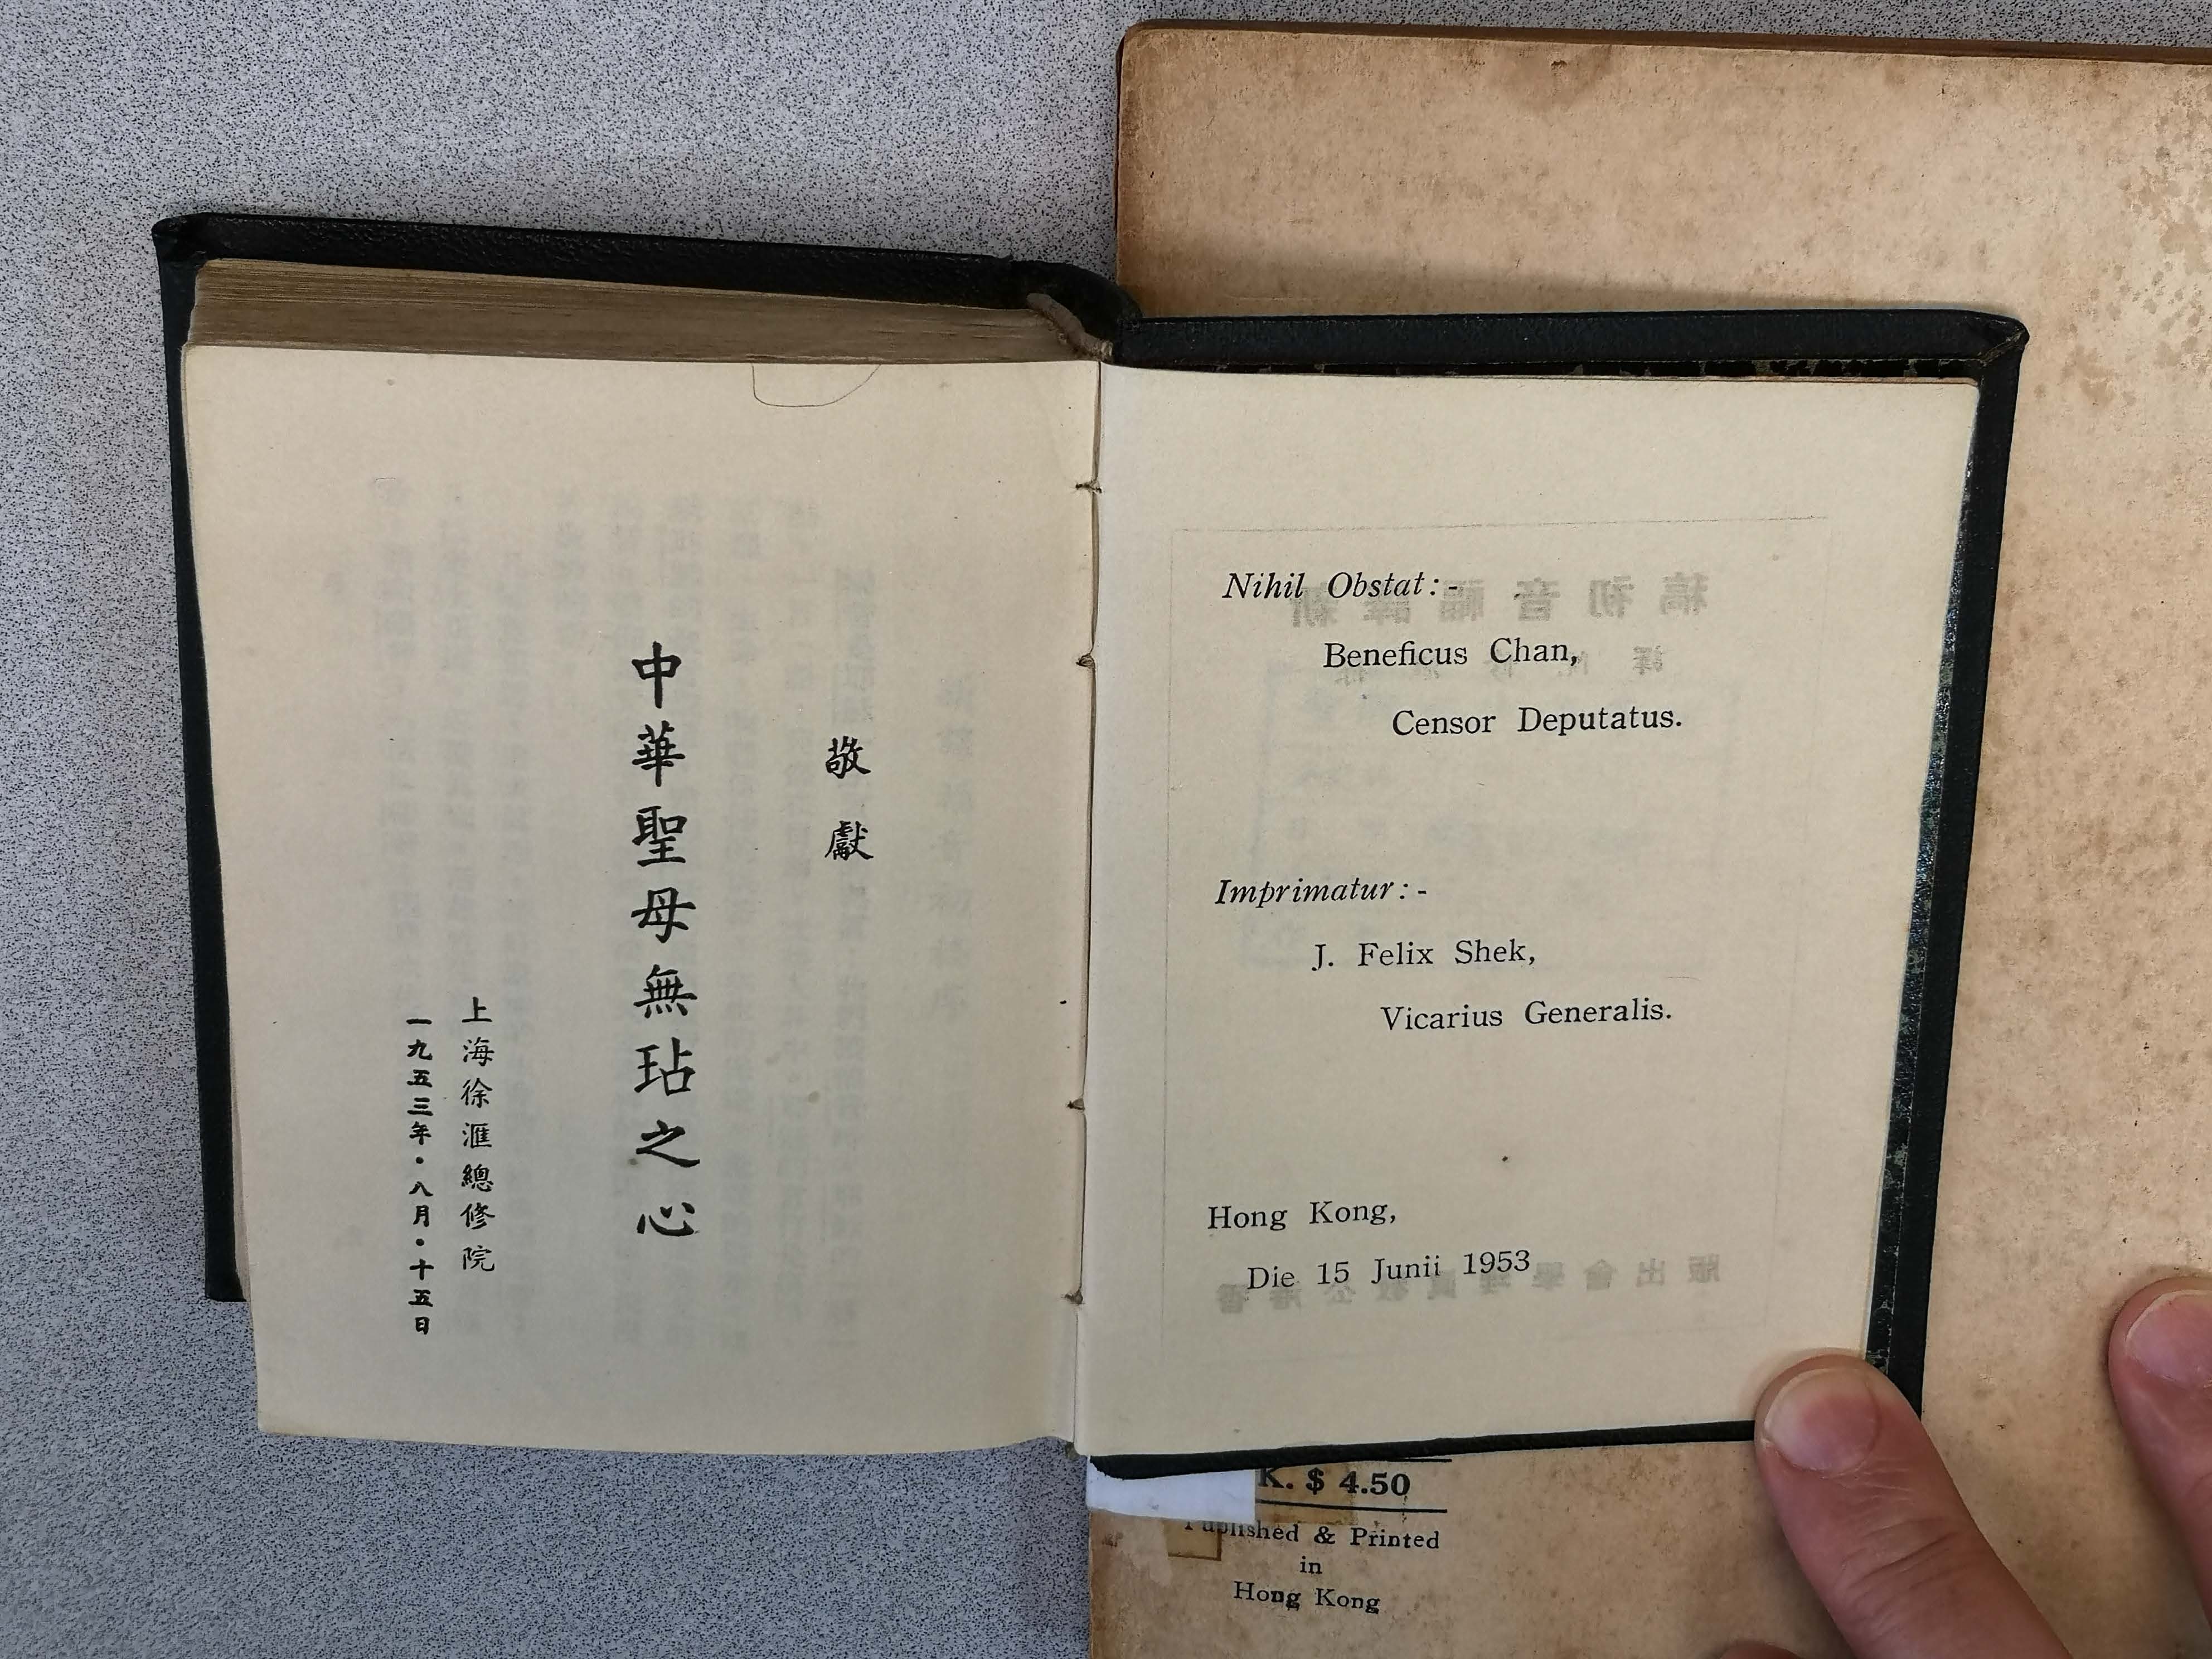 Nihil Obstat:-
Beneficus Chan,
Censor Deputatus.
Imprimatur:-
J. Felix Shek,
Vicarius Generalis.
Hong Kong,
Die 15 Junii 1953
敬獻
中華聖母無玷之心
上海徐滙總修院
一九五三年·八月·十五日
K. $ 4.50
Published & Printed
in
Hong Kong